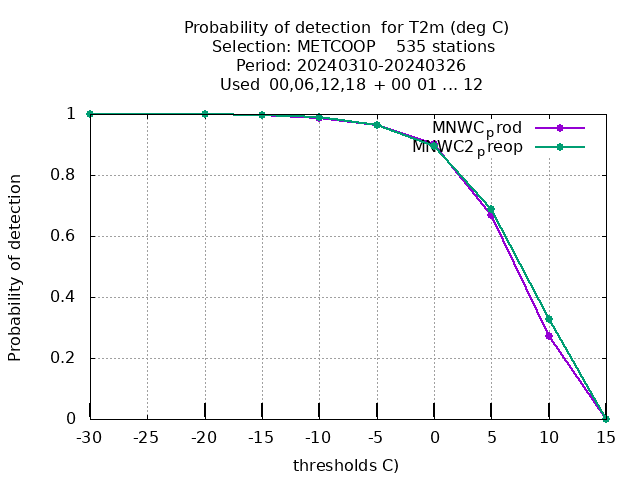 Probability of detection  for T2m (deg C)
Selection: METCOOP    535 stations
Period: 20240310-20240326
Used  00,06,12,18  + 00 01 ... 12
Probability of detection
1
0.8
0.6
0.4
0.2
0
MNWC_prod
MNWC2_preop
-30 -25 -20 -15 -10 -5 0 5 10 15
thresholds C)